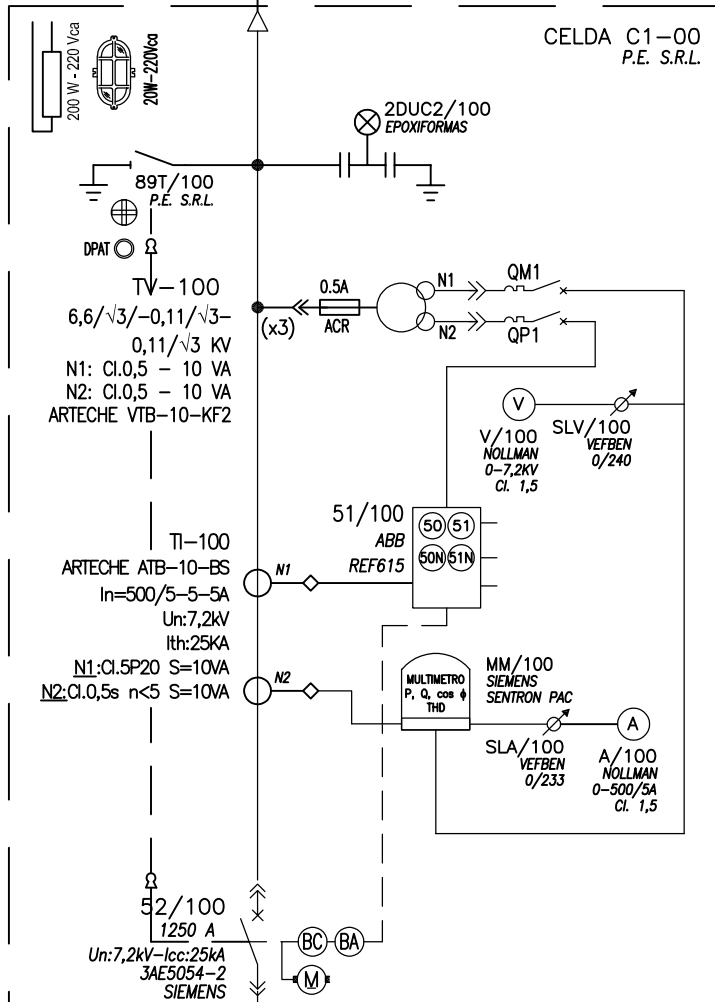 CELDA C1-00
P.E. S.R.L.
200 W - 220 Vca
20W-220Vca
2DUC2/100
EPOXIFORMAS
89T/100
P.E. S.R.L.
DPAT
TV-100
6,6/√3/-0,11/√3-
0,11/√3 KV
N1: Cl.0,5 - 10 VA
N2: Cl.0,5 - 10 VA
ARTECHE VTB-10-KF2
(x3)
0.5A
ACR
N1
N2
QM1
QP1
V
V/100
NOLLMAN
0-7,2KV
Cl. 1,5
SLV/100
VEFBEN
0/240
51/100
ABB
REF615
50
51
50N
51N
TI-100
ARTECHE ATB-10-BS
In=500/5-5-5A
Un:7,2kV
Ith:25KA
N1:Cl.5P20 S=10VA
N2:Cl.0,5s n<5 S=10VA
N1
N2
MULTIMETRO
P, Q, cos ϕ
THD
MM/100
SIEMENS
SENTRON PAC
SLA/100
VEFBEN
0/233
A
A/100
NOLLMAN
0-500/5A
Cl. 1,5
52/100
1250 A
Un:7,2kV-Icc:25kA
3AE5054-2
SIEMENS
BC
BA
M